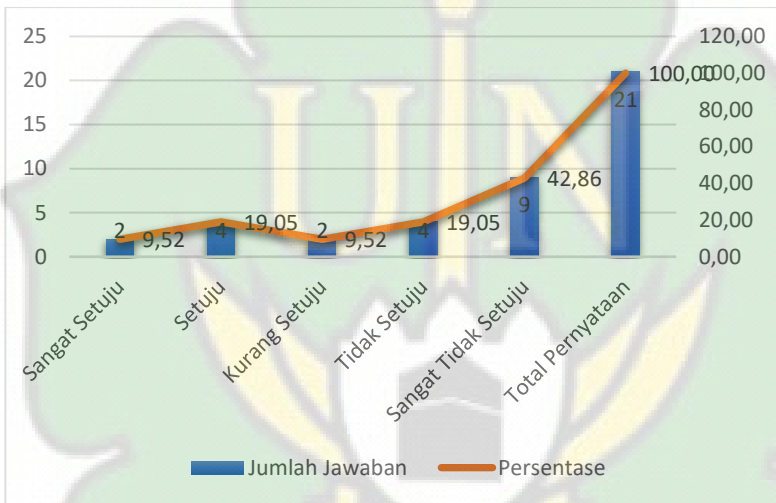 25
20
15
10
5
0
120,00
100,00
80,00
60,00
40,00
20,00
0,00
2
9,52
4
19,05
2
9,52
4
19,05
9
42,86
21
100,00
Sangat Setuju
Setuju
Kurang Setuju
Tidak Setuju
Sangat Tidak Setuju
Total Pernyataan
Jumlah Jawaban
Persentase
UIN